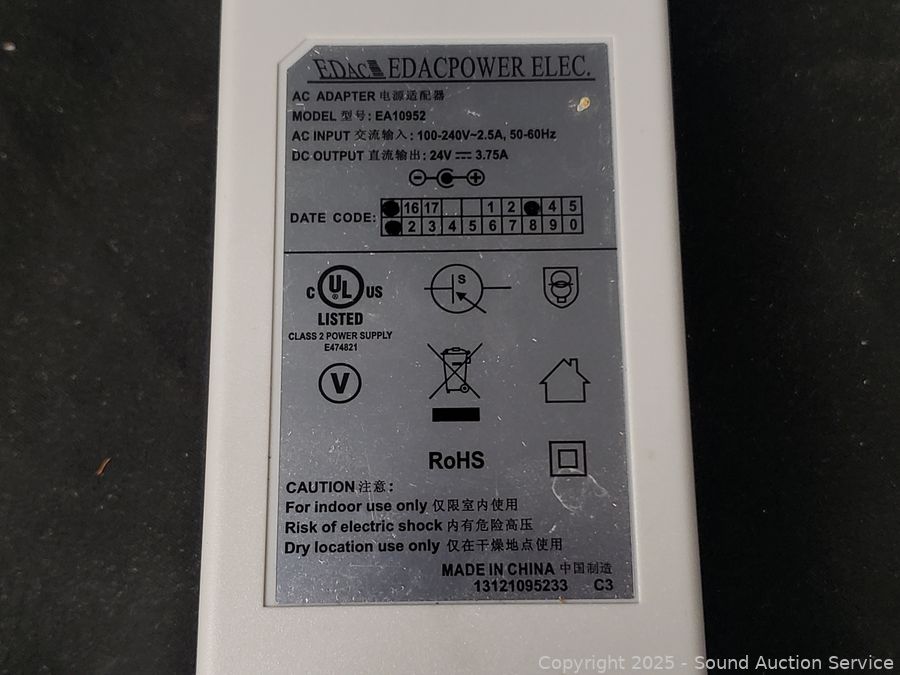 EDAC EDACPOWER ELEC.
AC ADAPTER 电源适配器
MODEL 型号: EA10952
AC INPUT 交流输入: 100-240V~2.5A, 50-60Hz
DC OUTPUT 直流输出: 24V ⎓ 3.75A
DATE CODE:
16 17 1 2 4 5
2 3 4 5 6 7 8 9 0
C UL ® US
LISTED
CLASS 2 POWER SUPPLY
E474821
S
V
RoHS
CAUTION 注意:
For indoor use only 仅限室内使用
Risk of electric shock 内有危险高压
Dry location use only 仅在干燥地点使用
MADE IN CHINA 中国制造
13121095233 C3
Copyright © 2025 - Sound Auction Service